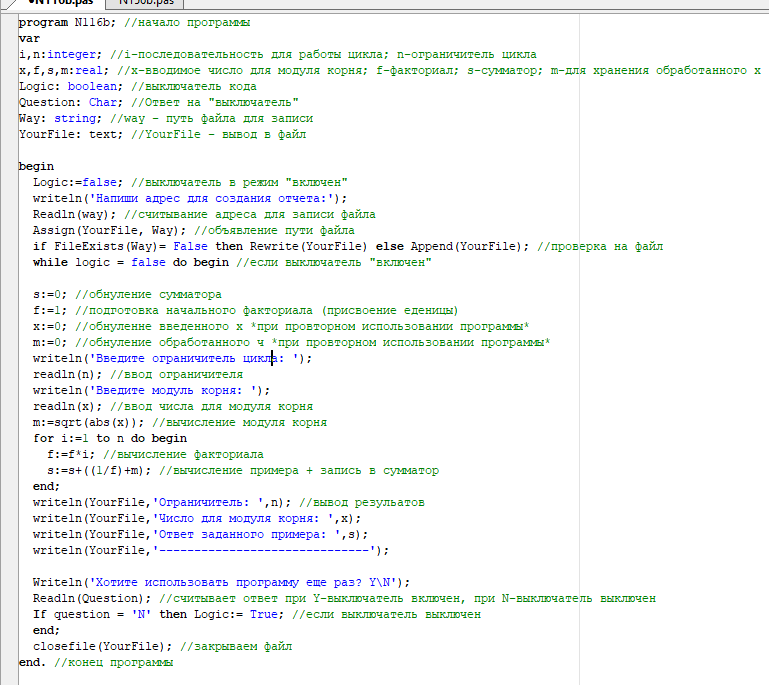 •N116b.pas N150b.pas
program N116b; //начало программы
var
i,n:integer; //i-последовательность для работы цикла; n-ограничитель цикла
x,f,s,m:real; //x-вводимое число для модуля корня; f-факториал; s-сумматор; m-для хранения обработанного x
Logic: boolean; //выключатель кода
Question: Char; //Ответ на "выключатель"
Way: string; //way - путь файла для записи
YourFile: text; //YourFile - вывод в файл
begin
Logic:=false; //выключатель в режим "включен"
writeln('Напиши адрес для создания отчета:');
Readln(way); //считывание адреса для записи файла
Assign(YourFile, Way); //объявление пути файла
if FileExists(Way)= False then Rewrite(YourFile) else Append(YourFile); //проверка на файл
while logic = false do begin //если выключатель "включен"
s:=0; //обнуление сумматора
f:=1; //подготовка начального факториала (присвоение еденицы)
x:=0; //обнуление введенного x *при провторном использовании программы*
m:=0; //обнуление обработанного ч *при провторном использовании программы*
writeln('Введите ограничитель цикла: ');
readln(n); //ввод ограничителя
writeln('Введите модуль корня: ');
readln(x); //ввод числа для модуля корня
m:=sqrt(abs(x)); //вычисление модуля корня
for i:=1 to n do begin
f:=f*i; //вычисление факториала
s:=s+((1/f)+m); //вычисление примера + запись в сумматор
end;
writeln(YourFile,'Ограничитель: ',n); //вывод резульатов
writeln(YourFile,'Число для модуля корня: ',x);
writeln(YourFile,'Ответ заданного примера: ',s);
writeln(YourFile,'------------------------------');
Writeln('Хотите использовать программу еще раз? Y\N');
Readln(Question); //считывает ответ при Y-выключатель включен, при N-выключатель выключен
If question = 'N' then Logic:= True; //если выключатель выключен
end;
closefile(YourFile); //закрываем файл
end. //конец программы